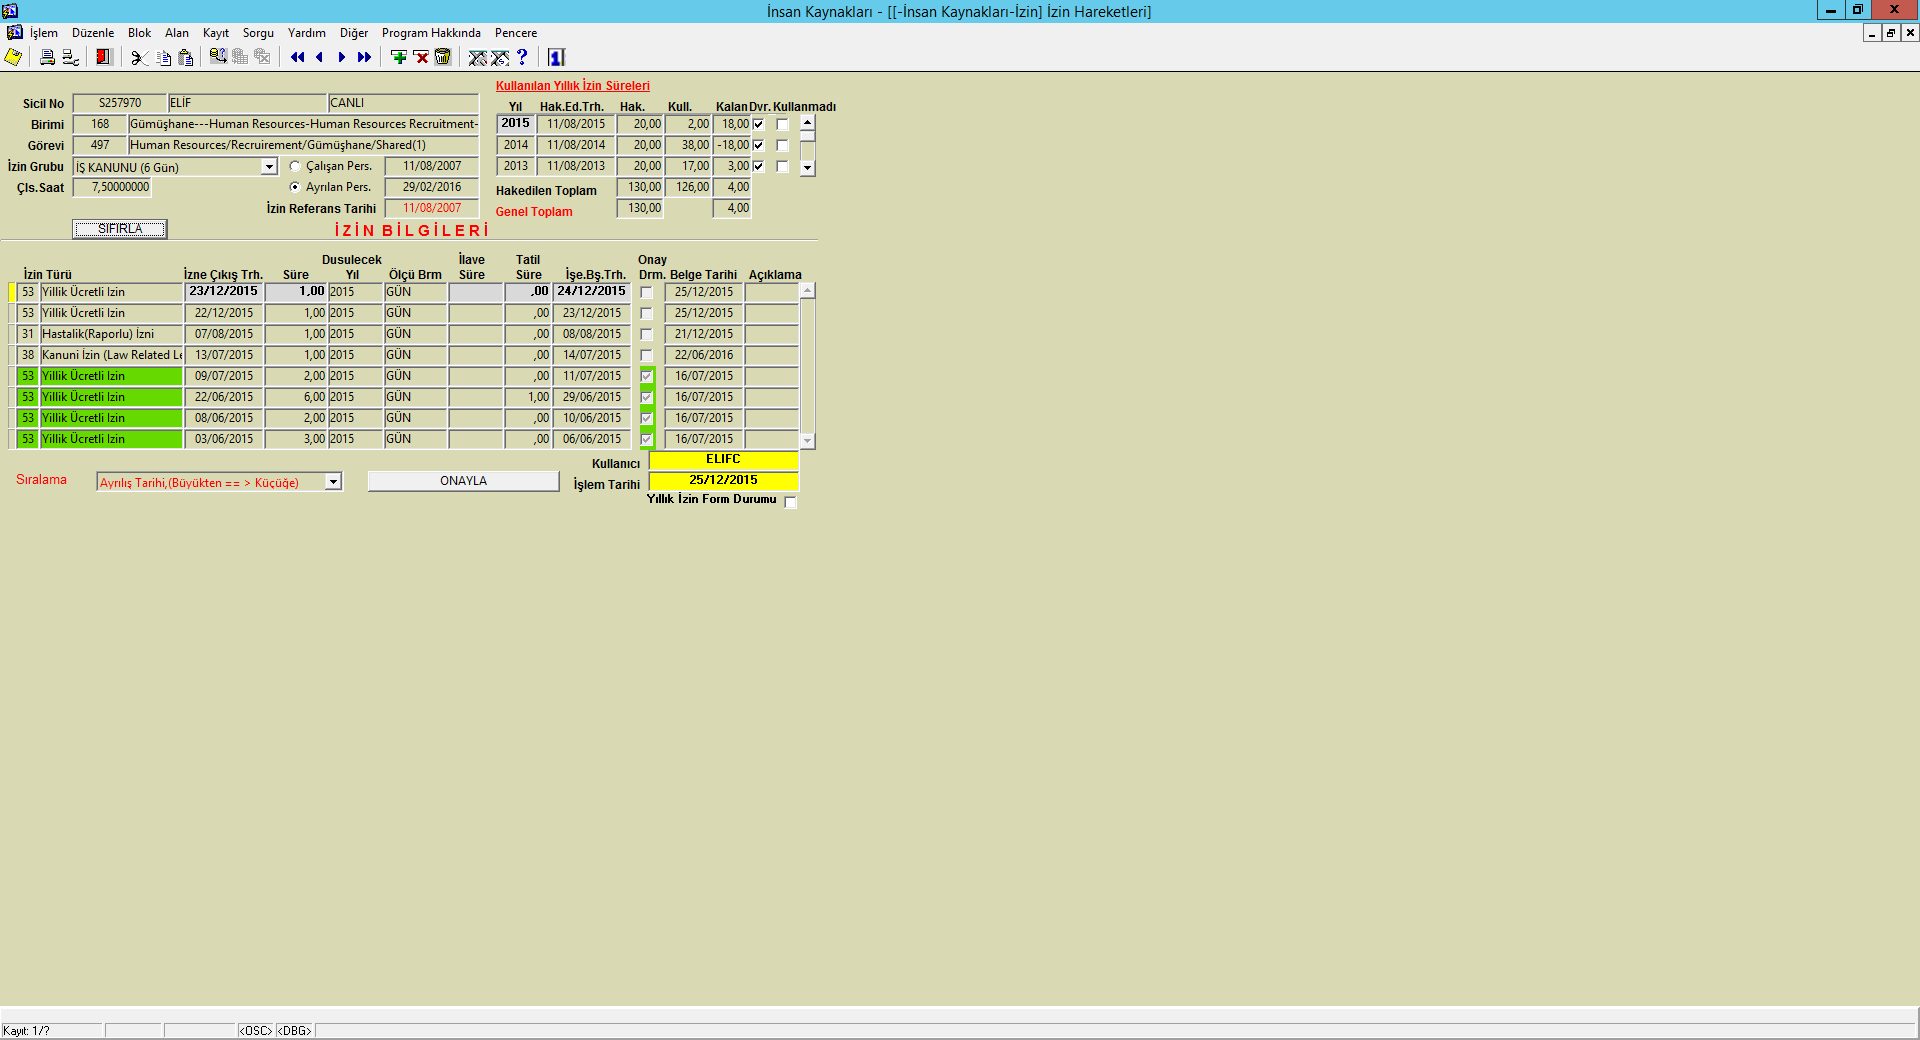 İnsan Kaynakları - [[-İnsan Kaynakları-İzin] İzin Hareketleri]
İşlem Düzenle Blok Alan Kayıt Sorgu Yardım Diğer Program Hakkında Pencere
Kullanılan Yıllık İzin Süreleri
Yıl Hak.Ed.Trh. Hak. Kull. Kalan Dvr. Kullanmadı
2015 11/08/2015 20,00 2,00 18,00
2014 11/08/2014 20,00 38,00 -18,00
2013 11/08/2013 20,00 17,00 3,00
Hakedilen Toplam 130,00 126,00 4,00
Genel Toplam 130,00 4,00
Sicil No S257970 ELİF CANLI
Birimi 168 Gümüşhane---Human Resources-Human Resources Recruitment-
Görevi 497 Human Resources/Recruirement/Gümüşhane/Shared(1)
İzin Grubu İŞ KANUNU (6 Gün) Çalışan Pers. 11/08/2007
Çls.Saat 7,50000000 Ayrılan Pers. 29/02/2016
İzin Referans Tarihi 11/08/2007
SIFIRLA
İZİN BİLGİLERİ
Dusulecek İlave Tatil Onay
İzin Türü İzne Çıkış Trh. Süre Yıl Ölçü Brm Süre Süre İşe.Bş.Trh. Drm. Belge Tarihi Açıklama
53 Yillik Ücretli Izin 23/12/2015 1,00 2015 GÜN ,00 24/12/2015 25/12/2015
53 Yillik Ücretli Izin 22/12/2015 1,00 2015 GÜN ,00 23/12/2015 25/12/2015
31 Hastalik(Raporlu) İzni 07/08/2015 1,00 2015 GÜN ,00 08/08/2015 21/12/2015
38 Kanuni İzin (Law Related Le 13/07/2015 1,00 2015 GÜN ,00 14/07/2015 22/06/2016
53 Yillik Ücretli Izin 09/07/2015 2,00 2015 GÜN ,00 11/07/2015 16/07/2015
53 Yillik Ücretli Izin 22/06/2015 6,00 2015 GÜN 1,00 29/06/2015 16/07/2015
53 Yillik Ücretli Izin 08/06/2015 2,00 2015 GÜN ,00 10/06/2015 16/07/2015
53 Yillik Ücretli Izin 03/06/2015 3,00 2015 GÜN ,00 06/06/2015 16/07/2015
Kullanıcı ELIFC
Sıralama Ayrılış Tarihi,(Büyükten == > Küçüğe) ONAYLA İşlem Tarihi 25/12/2015
Yıllık İzin Form Durumu
Kayıt: 1/? <OSC> <DBG>